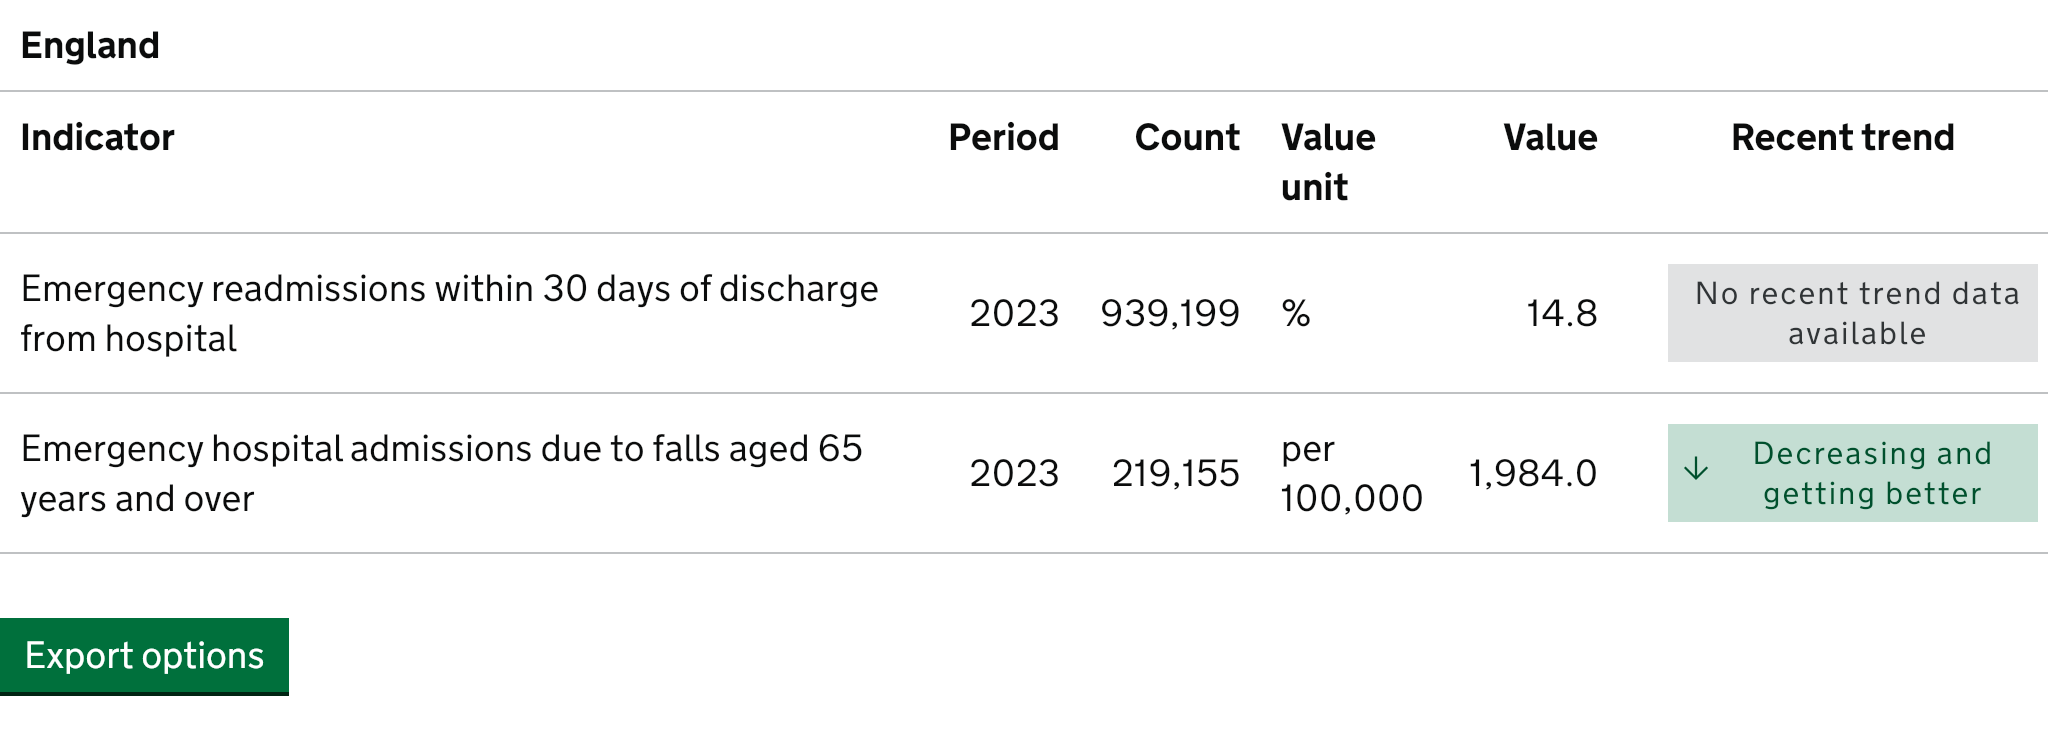 England
Indicator Period Count Value unit Value Recent trend
Emergency readmissions within 30 days of discharge from hospital 2023 939,199 % 14.8 No recent trend data available
Emergency hospital admissions due to falls aged 65 years and over 2023 219,155 per 100,000 1,984.0 ↓ Decreasing and getting better
Export options